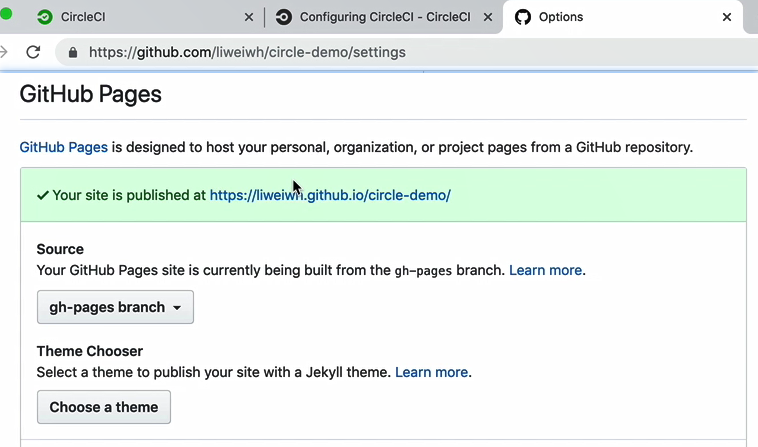 CircleCI
Configuring CircleCI - CircleCI
Options
https://github.com/liweiwh/circle-demo/settings
GitHub Pages
GitHub Pages is designed to host your personal, organization, or project pages from a GitHub repository.
Your site is published at https://liweiwh.github.io/circle-demo/
Source
Your GitHub Pages site is currently being built from the gh-pages branch. Learn more.
gh-pages branch
Theme Chooser
Select a theme to publish your site with a Jekyll theme. Learn more.
Choose a theme